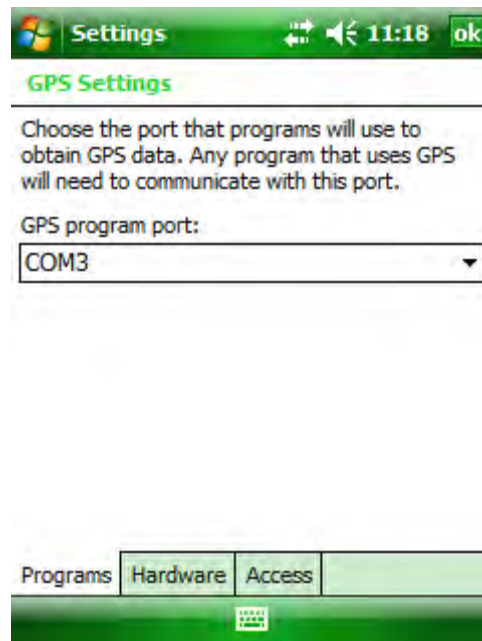 Settings 11:18 ok
GPS Settings
Choose the port that programs will use to
obtain GPS data. Any program that uses GPS
will need to communicate with this port.
GPS program port:
COM3
Programs Hardware Access